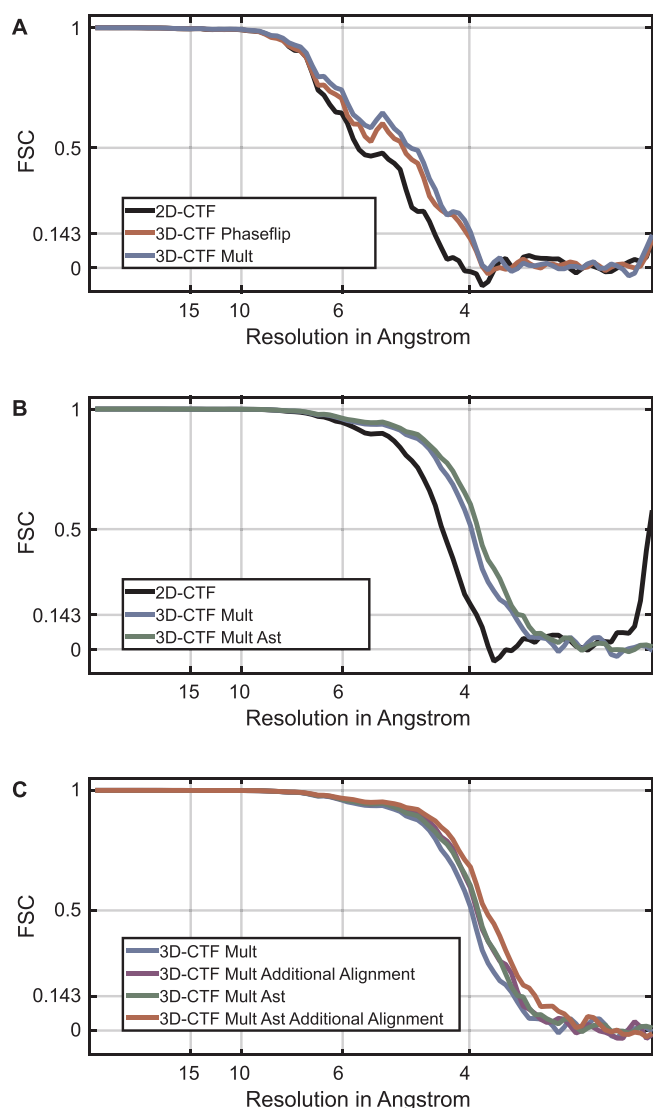 A
1
0.5
0.143
0
FSC
2D-CTF
3D-CTF Phaseflip
3D-CTF Mult
15 10 6 4
Resolution in Angstrom
B
1
0.5
0.143
0
FSC
2D-CTF
3D-CTF Mult
3D-CTF Mult Ast
15 10 6 4
Resolution in Angstrom
C
1
0.5
0.143
0
FSC
3D-CTF Mult
3D-CTF Mult Additional Alignment
3D-CTF Mult Ast
3D-CTF Mult Ast Additional Alignment
15 10 6 4
Resolution in Angstrom